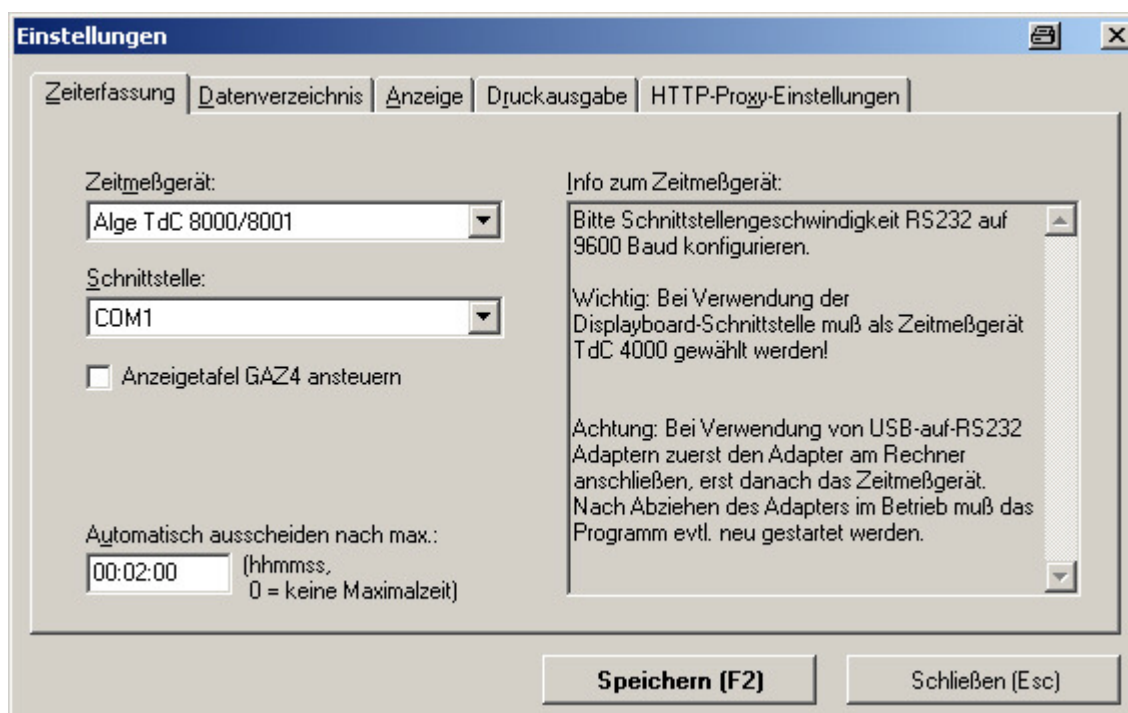 Einstellungen
Zeiterfassung
Datenverzeichnis
Anzeige
Druckausgabe
HTTP-Proxy-Einstellungen
Zeitmeßgerät:
Alge TdC 8000/8001
Schnittstelle:
COM1
Anzeigetafel GAZ4 ansteuern
Automatisch ausscheiden nach max.:
00:02:00
(hhmmss,
0 = keine Maximalzeit)
Info zum Zeitmeßgerät:
Bitte Schnittstellengeschwindigkeit RS232 auf
9600 Baud konfigurieren.
Wichtig: Bei Verwendung der
Displayboard-Schnittstelle muß als Zeitmeßgerät
TdC 4000 gewählt werden!
Achtung: Bei Verwendung von USB-auf-RS232
Adaptern zuerst den Adapter am Rechner
anschließen, erst danach das Zeitmeßgerät.
Nach Abziehen des Adapters im Betrieb muß das
Programm evtl. neu gestartet werden.
Speichern (F2)
Schließen (Esc)